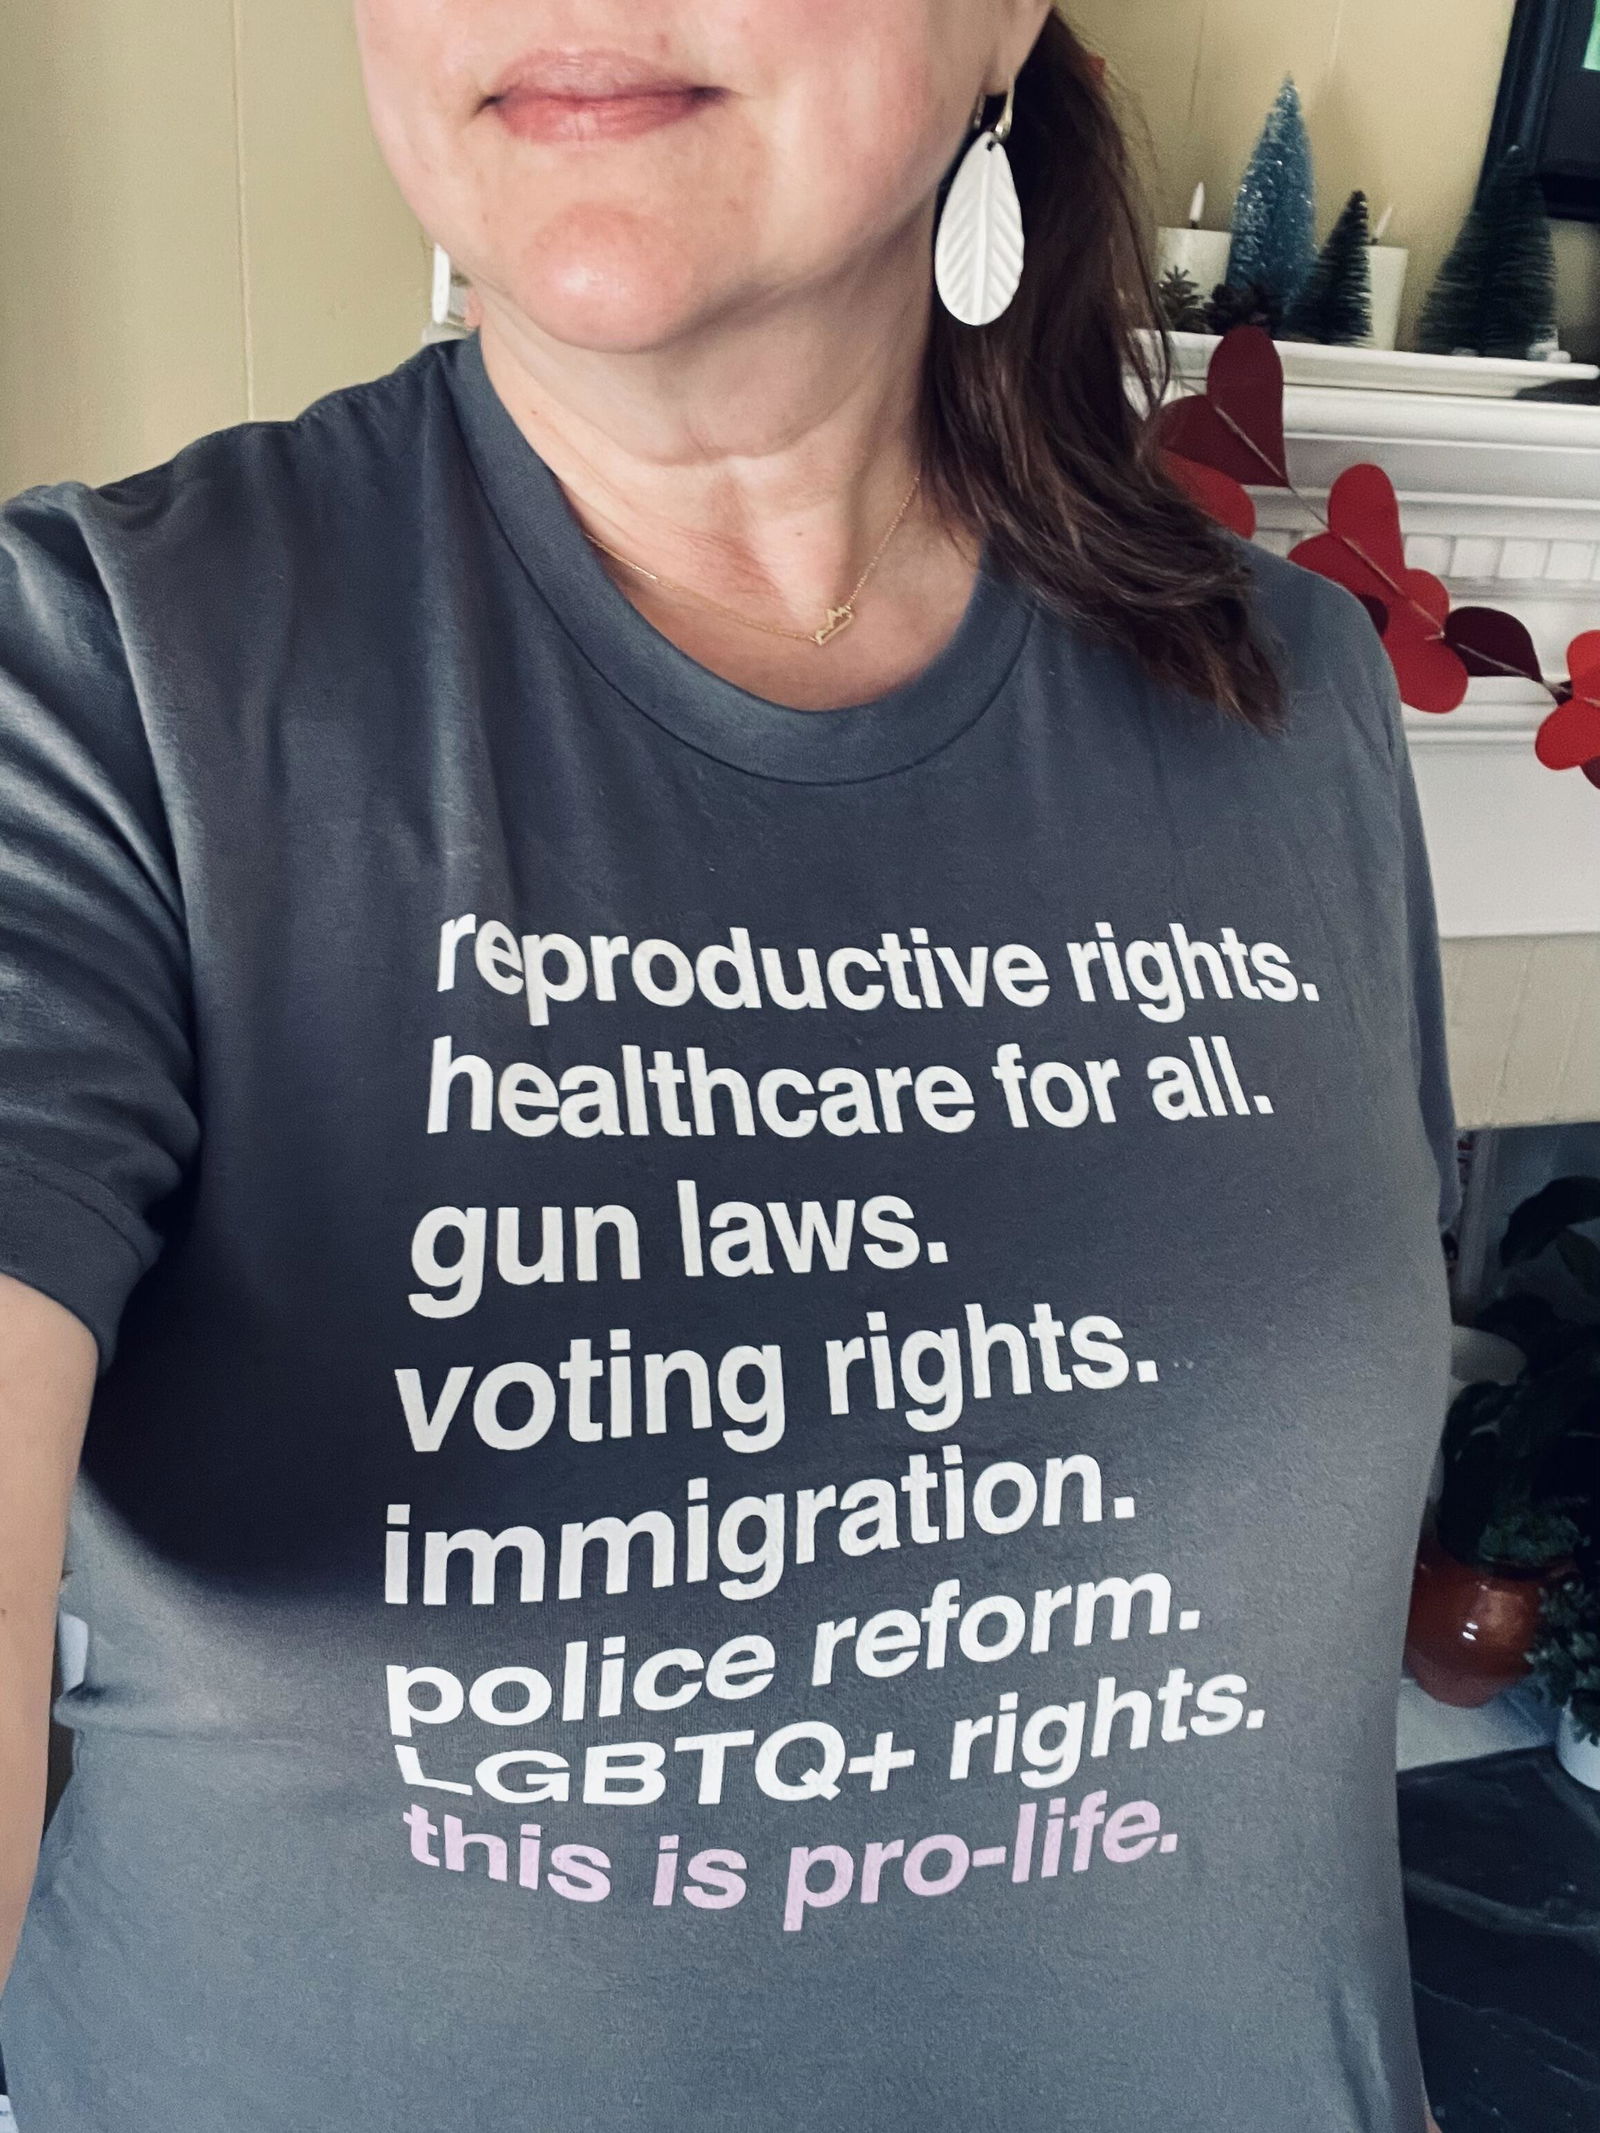 reproductive rights.
healthcare for all.
gun laws.
voting rights.
immigration.
police reform.
LGBTQ+ rights.
this is pro-life.